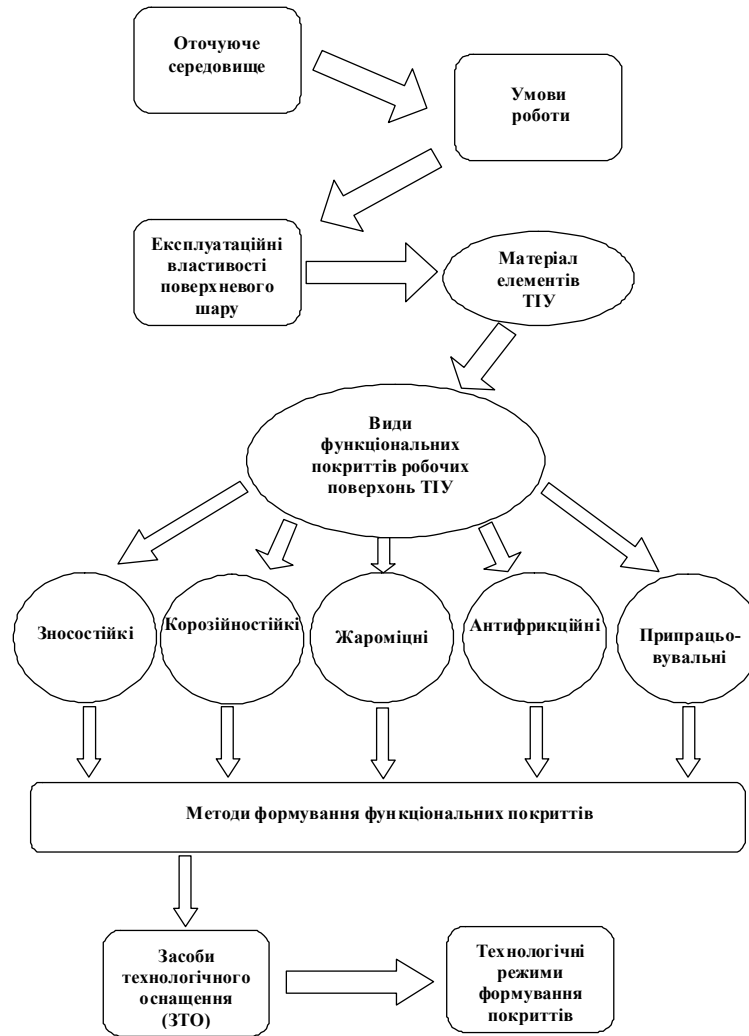 Оточуюче
середовище
Умови
роботи
Експлуатаційні
властивості
поверхневого
шару
Матеріал
елементів
ТІУ
Види
функціональних
покриттів робочих
поверхонь ТІУ
Зносостійкі
Корозійностійкі
Жароміцні
Антифрикційні
Припрацьо-
вувальні
Методи формування функціональних покриттів
Засоби
технологічного
оснащення
(ЗТО)
Технологічні
режими
формування
покриттів